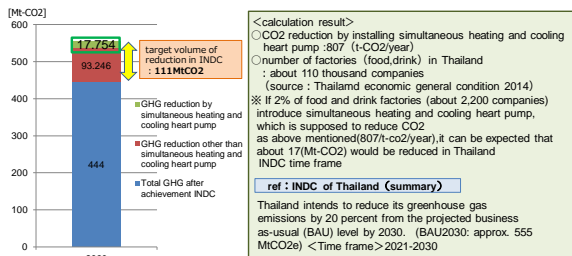 [Mt-CO2]
600
500
400
300
200
100
0
17.754
93.246
444
target volume of
reduction in INDC
: 111MtCO2
GHG reduction by
simultaneous heating and
cooling heart pump
GHG reduction other than
simultaneous heating and
cooling heart pump
Total GHG after
achievement INDC
<calculation result>
○CO2 reduction by installing simultaneous heating and cooling
heart pump :807 (t-CO2/year)
○number of factories (food,drink) in Thailand
: about 110 thousand companies
(source : Thailamd economic general condition 2014)
※ If 2% of food and drink factories (about 2,200 companies)
introduce simultaneous heating and cooling heart pump,
which is supposed to reduce CO2
as above mentioned(807/t-co2/year),it can be expected that
about 17(Mt-CO2) would be reduced in Thailand
INDC time frame
ref：INDC of Thailand (summary)
Thailand intends to reduce its greenhouse gas
emissions by 20 percent from the projected business
as-usual (BAU) level by 2030. (BAU2030: approx. 555
MtCO2e) <Time frame>2021-2030